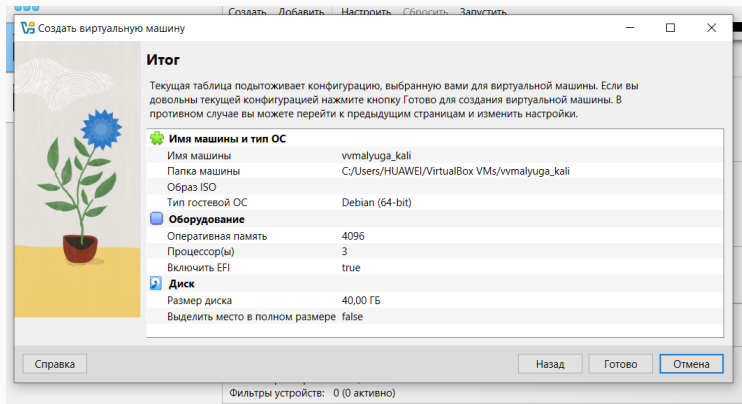 Создать Добавить Настроить Сбросить Запустить
Создать виртуальную машину
Итог
Текущая таблица подытоживает конфигурацию, выбранную вами для виртуальной машины. Если вы
довольны текущей конфигурацией нажмите кнопку Готово для создания виртуальной машины. В
противном случае вы можете перейти к предыдущим страницам и изменить настройки.
Имя машины и тип ОС
Имя машины vvmalyuga_kali
Папка машины C:/Users/HUAWEI/VirtualBox VMs/vvmalyuga_kali
Образ ISO
Тип гостевой ОС Debian (64-bit)
Оборудование
Оперативная память 4096
Процессор(ы) 3
Включить EFI true
Диск
Размер диска 40,00 ГБ
Выделить место в полном размере false
Справка Назад Готово Отмена
Фильтры устройств: 0 (0 активно)